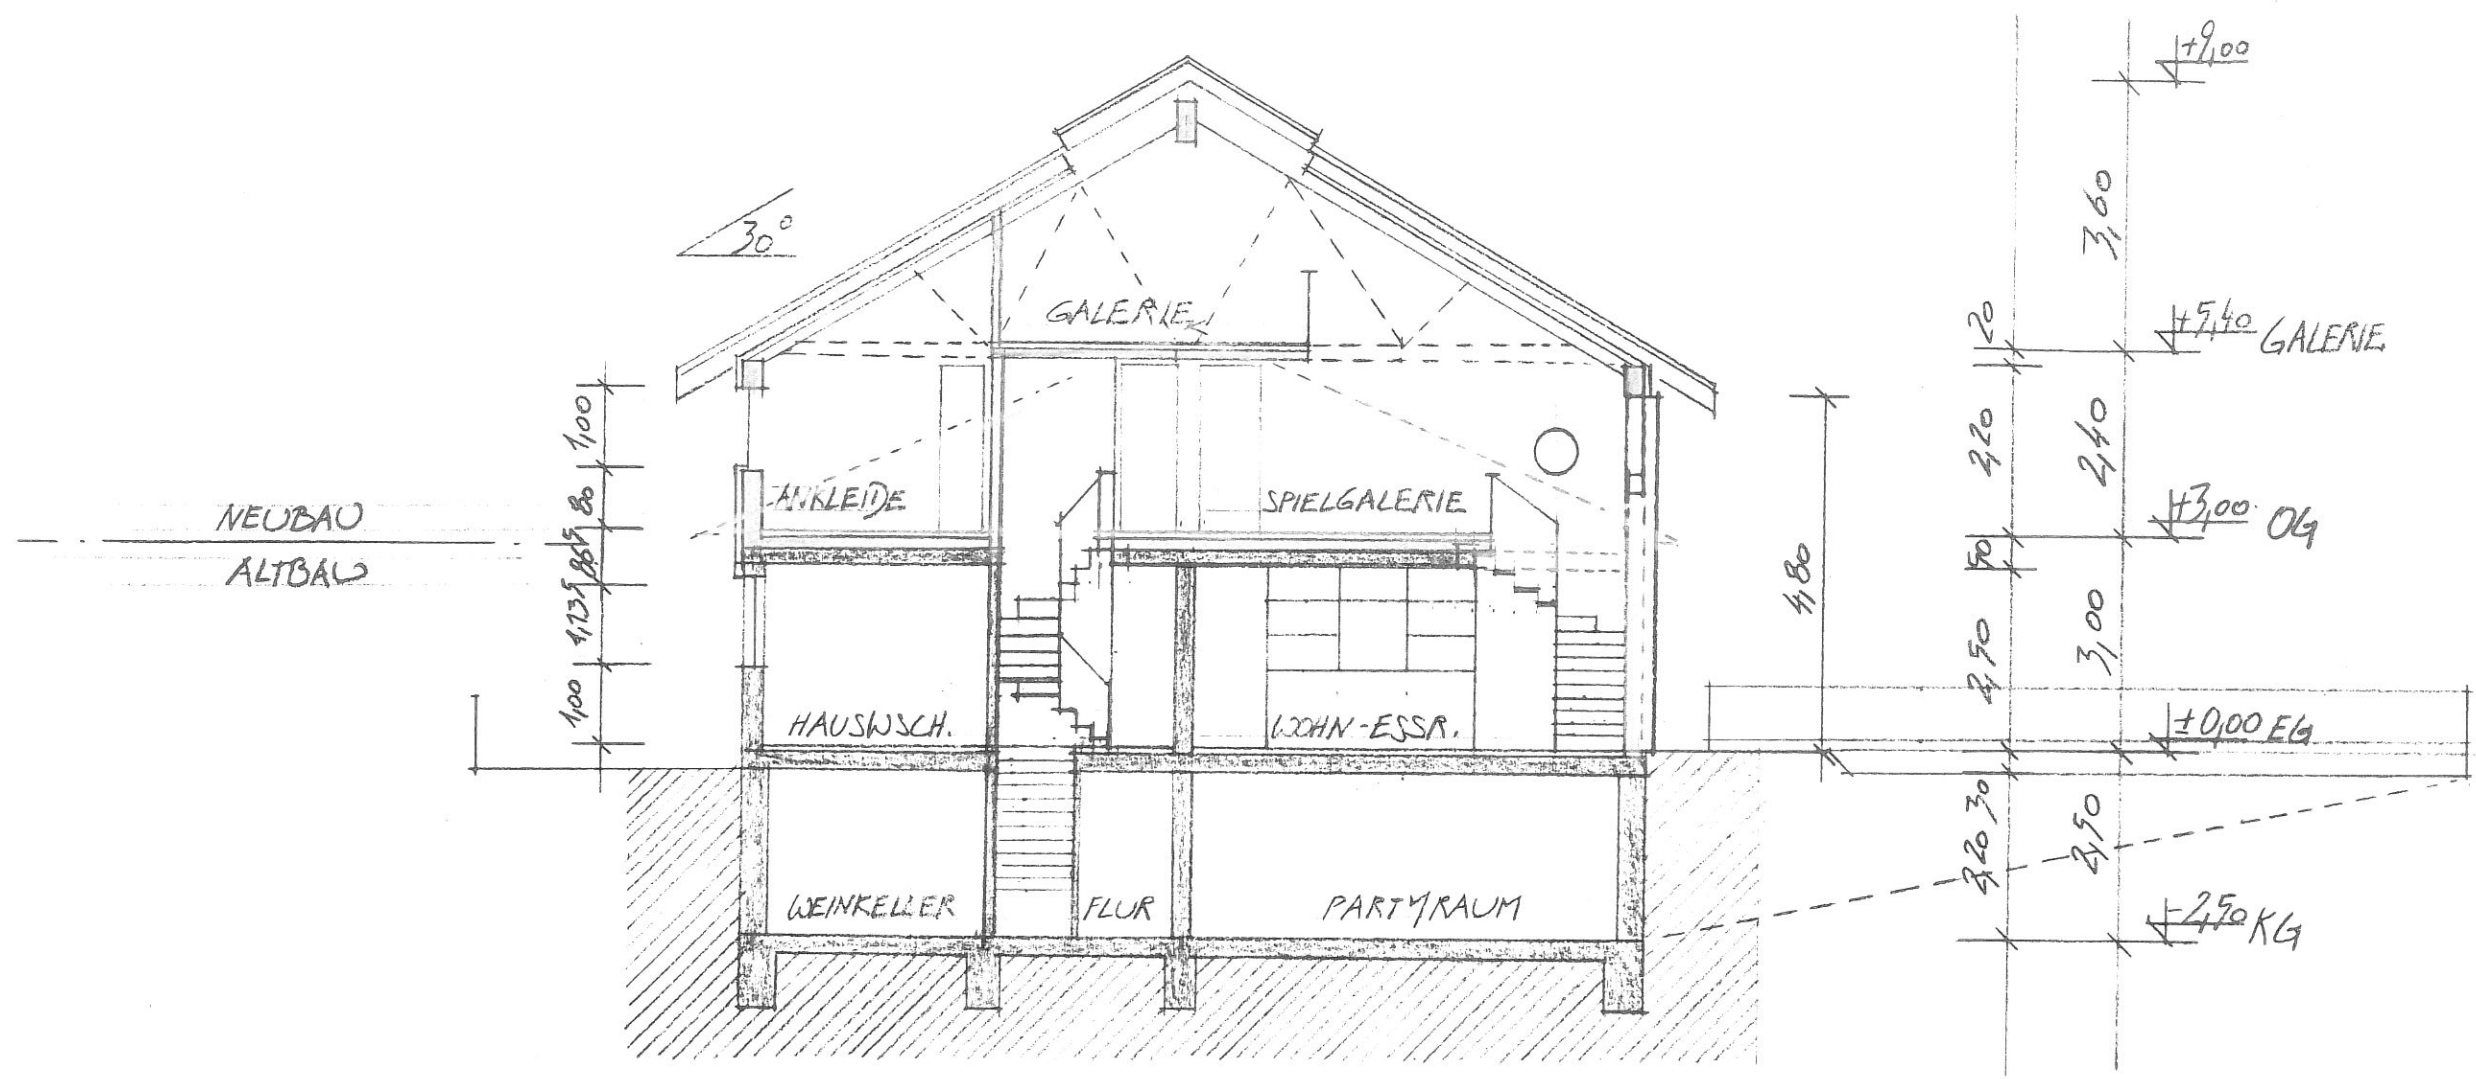 +9,00
3,60
30°
GALERIE
20
+5,40 GALERIE
1,00
2,20
2,40
80
ANKLEIDE
SPIELGALERIE
NEUBAU
+3,00 OG
ALTBAU
50
4,80
1,135
2,50
3,00
1,00
HAUSWSCH.
WOHN-ESSR.
±0,00 EG
30
2,20
2,50
WEINKELLER
FLUR
PARTYRAUM
-2,50 KG